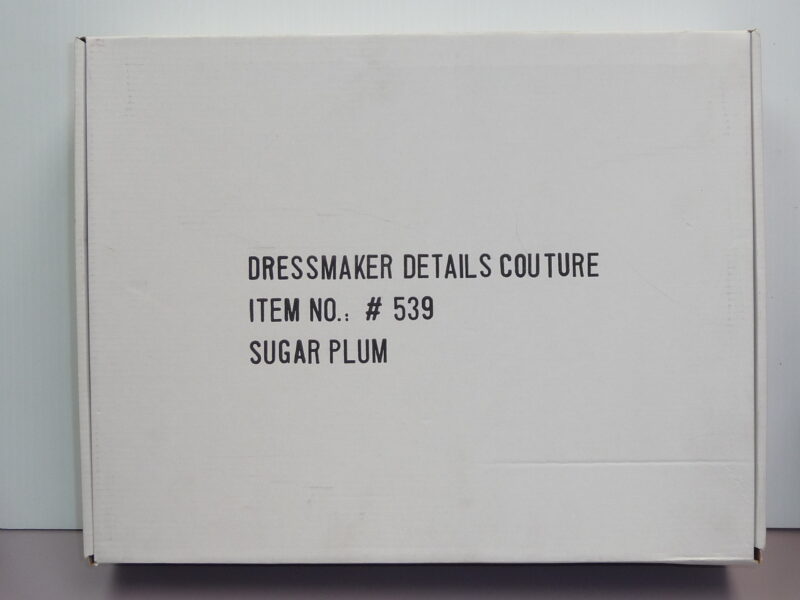 DRESSMAKER DETAILS COUTURE
ITEM NO.: # 539
SUGAR PLUM